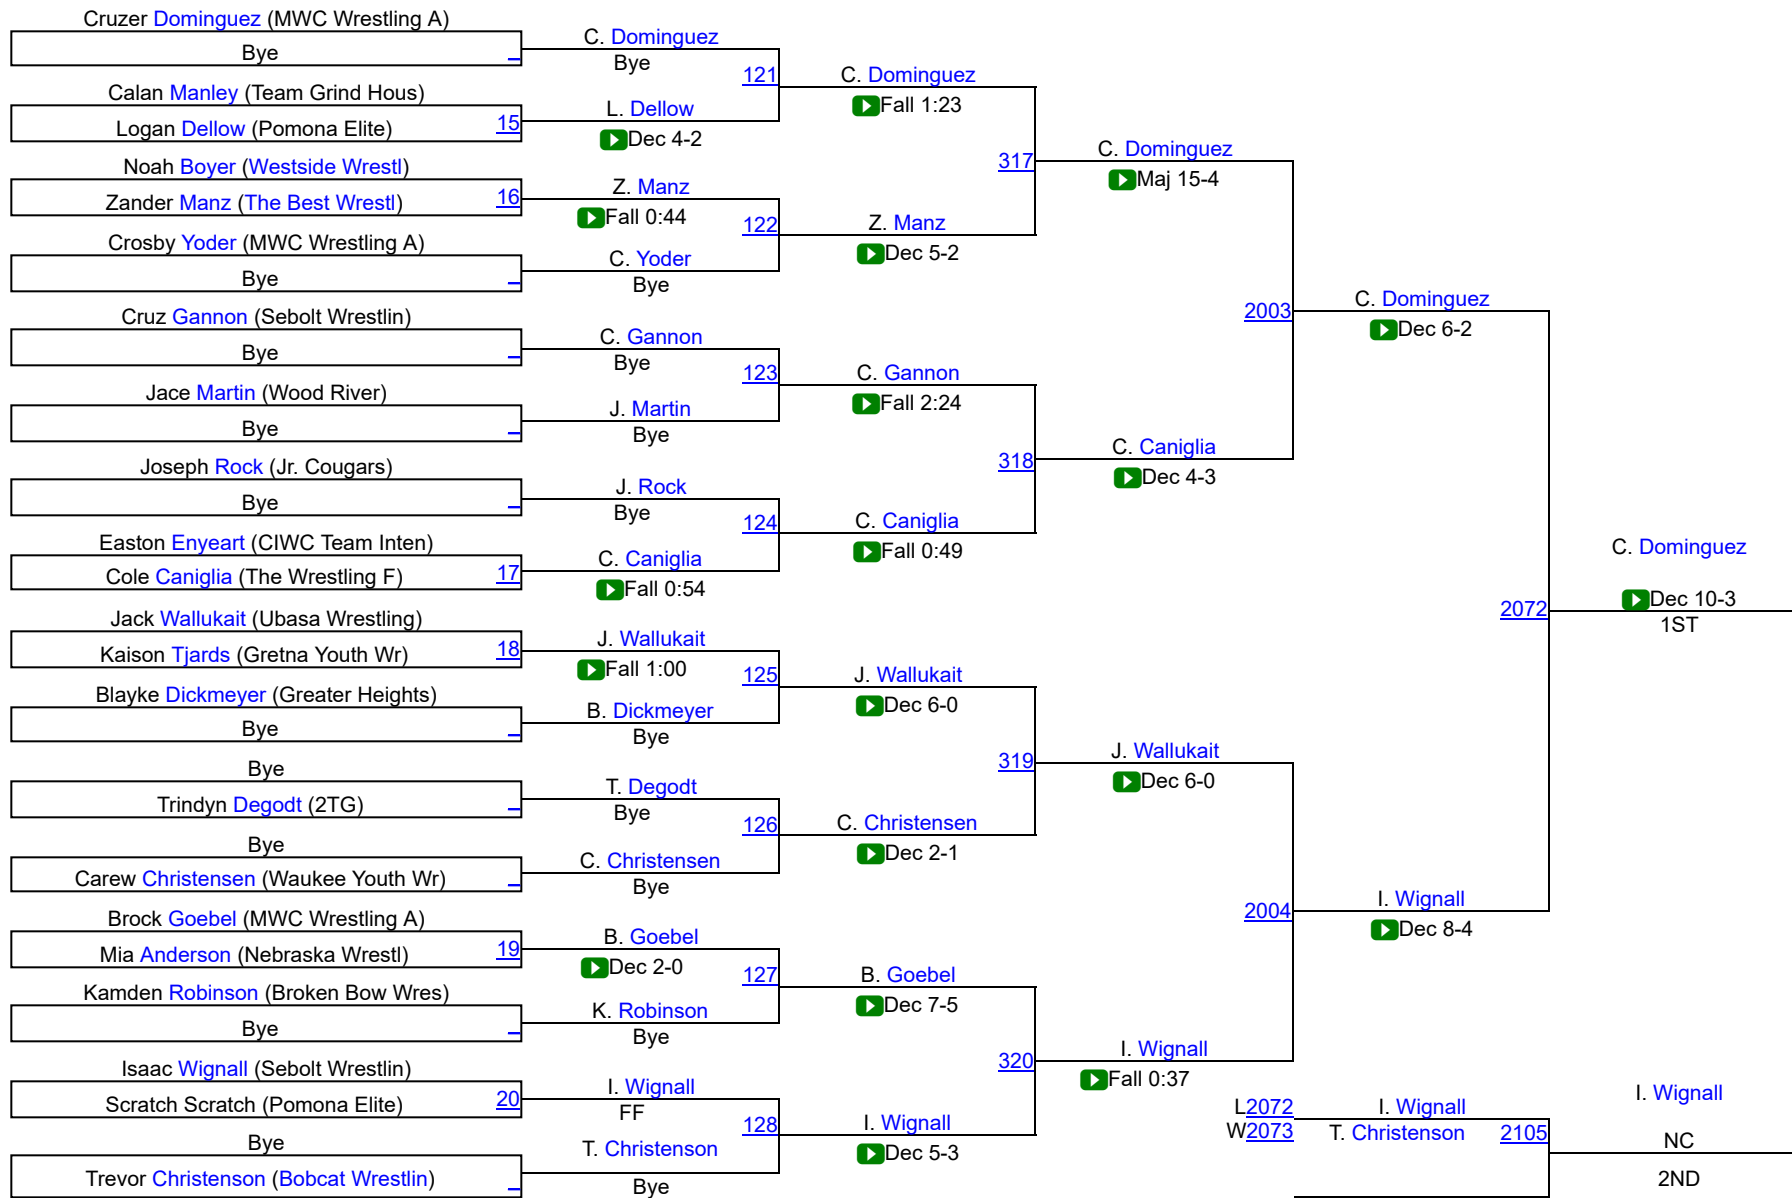 Cruzer Dominguez (MWC Wrestling A)
Bye
C. Dominguez
Bye
121
C. Dominguez
Fall 1:23
Calan Manley (Team Grind Hous)
Logan Dellow (Pomona Elite) 15
L. Dellow
Dec 4-2
317
C. Dominguez
Maj 15-4
Noah Boyer (Westside Wrestl)
Zander Manz (The Best Wrestl) 16
Z. Manz
Fall 0:44
122
Z. Manz
Dec 5-2
Crosby Yoder (MWC Wrestling A)
Bye
C. Yoder
Bye
2003
C. Dominguez
Dec 6-2
Cruz Gannon (Sebolt Wrestlin)
Bye
C. Gannon
Bye
123
C. Gannon
Fall 2:24
Jace Martin (Wood River)
Bye
J. Martin
Bye
318
C. Caniglia
Dec 4-3
Joseph Rock (Jr. Cougars)
Bye
J. Rock
Bye
124
C. Caniglia
Fall 0:49
Easton Enyeart (CIWC Team Inten)
Cole Caniglia (The Wrestling F) 17
C. Caniglia
Fall 0:54
2072
C. Dominguez
Dec 10-3
1ST
Jack Wallukait (Ubasa Wrestling)
Kaison Tjards (Gretna Youth Wr) 18
J. Wallukait
Fall 1:00
125
J. Wallukait
Dec 6-0
Blayke Dickmeyer (Greater Heights)
Bye
B. Dickmeyer
Bye
319
J. Wallukait
Dec 6-0
Bye
Trindyn Degodt (2TG)
T. Degodt
Bye
126
C. Christensen
Dec 2-1
Bye
Carew Christensen (Waukee Youth Wr)
C. Christensen
Bye
2004
I. Wignall
Dec 8-4
Brock Goebel (MWC Wrestling A)
Mia Anderson (Nebraska Wrestl) 19
B. Goebel
Dec 2-0
127
B. Goebel
Dec 7-5
Kamden Robinson (Broken Bow Wres)
Bye
K. Robinson
Bye
320
I. Wignall
Fall 0:37
Isaac Wignall (Sebolt Wrestlin)
Scratch Scratch (Pomona Elite) 20
I. Wignall
FF
128
I. Wignall
Dec 5-3
Bye
Trevor Christenson (Bobcat Wrestlin)
T. Christenson
Bye
L2072 I. Wignall
W2073 T. Christenson 2105
I. Wignall
NC
2ND